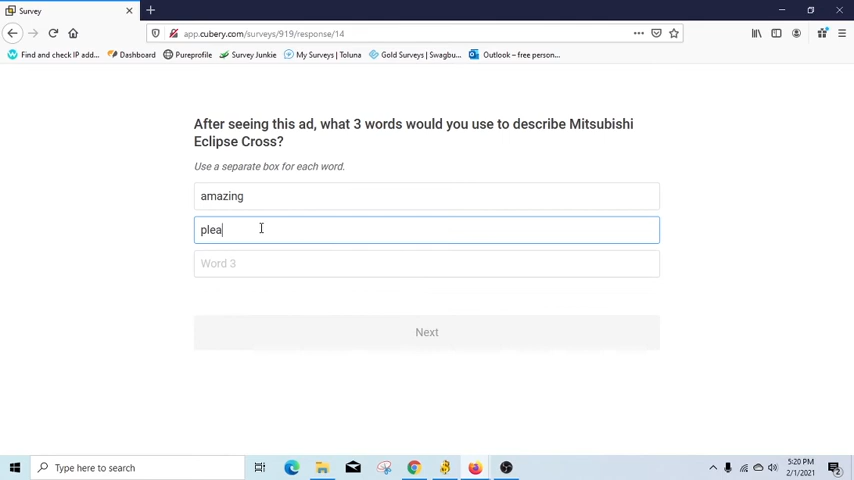 Survey
app.cubery.com/surveys/919/response/14
Find and check IP add...
Dashboard
Pureprofile
Survey Junkie
My Surveys | Toluna
Gold Surveys | Swagbu...
Outlook – free person...
After seeing this ad, what 3 words would you use to describe Mitsubishi
Eclipse Cross?
Use a separate box for each word.
amazing
plea
Word 3
Next
Type here to search
5:20 PM
2/1/2021
2